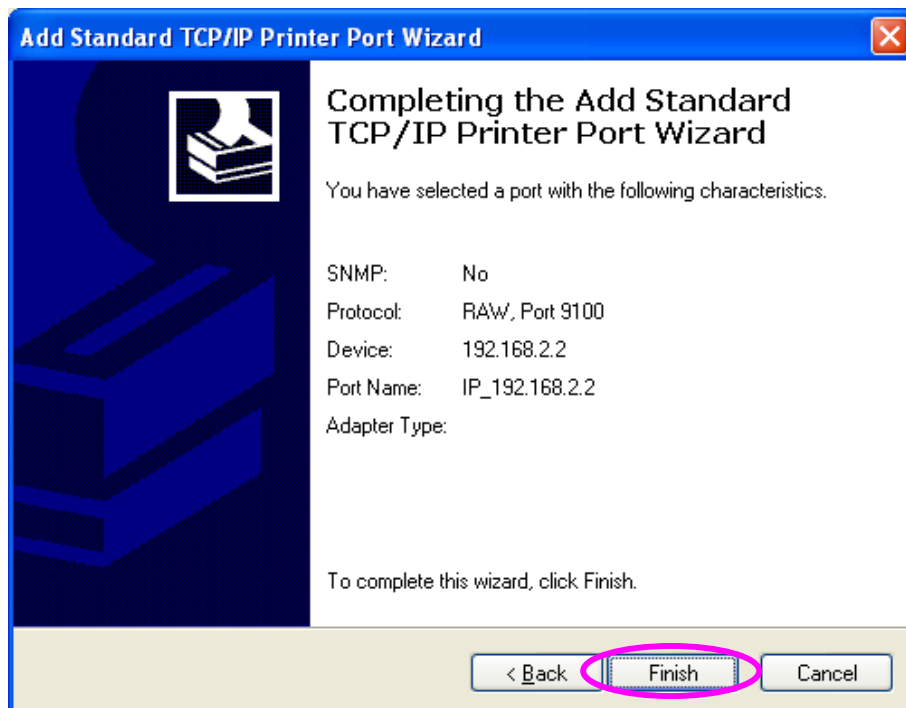 Add Standard TCP/IP Printer Port Wizard
Completing the Add Standard
TCP/IP Printer Port Wizard
You have selected a port with the following characteristics.
SNMP: No
Protocol: RAW, Port 9100
Device: 192.168.2.2
Port Name: IP_192.168.2.2
Adapter Type:
To complete this wizard, click Finish.
< Back Finish Cancel